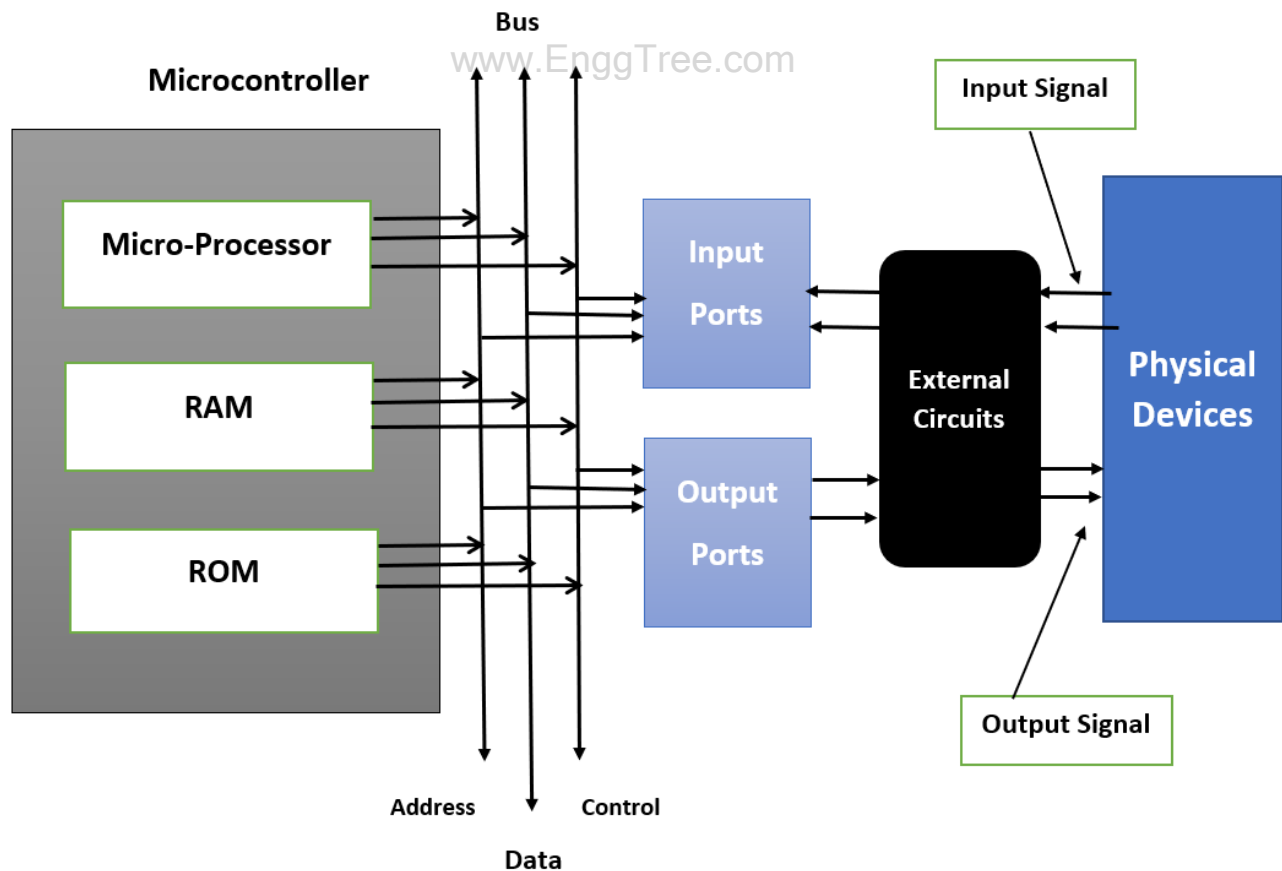 Bus
www.EnggTree.com
Microcontroller
Input Signal
Micro-Processor
Input
Ports
RAM
External
Circuits
Physical
Devices
Output
Ports
ROM
Output Signal
Address
Control
Data